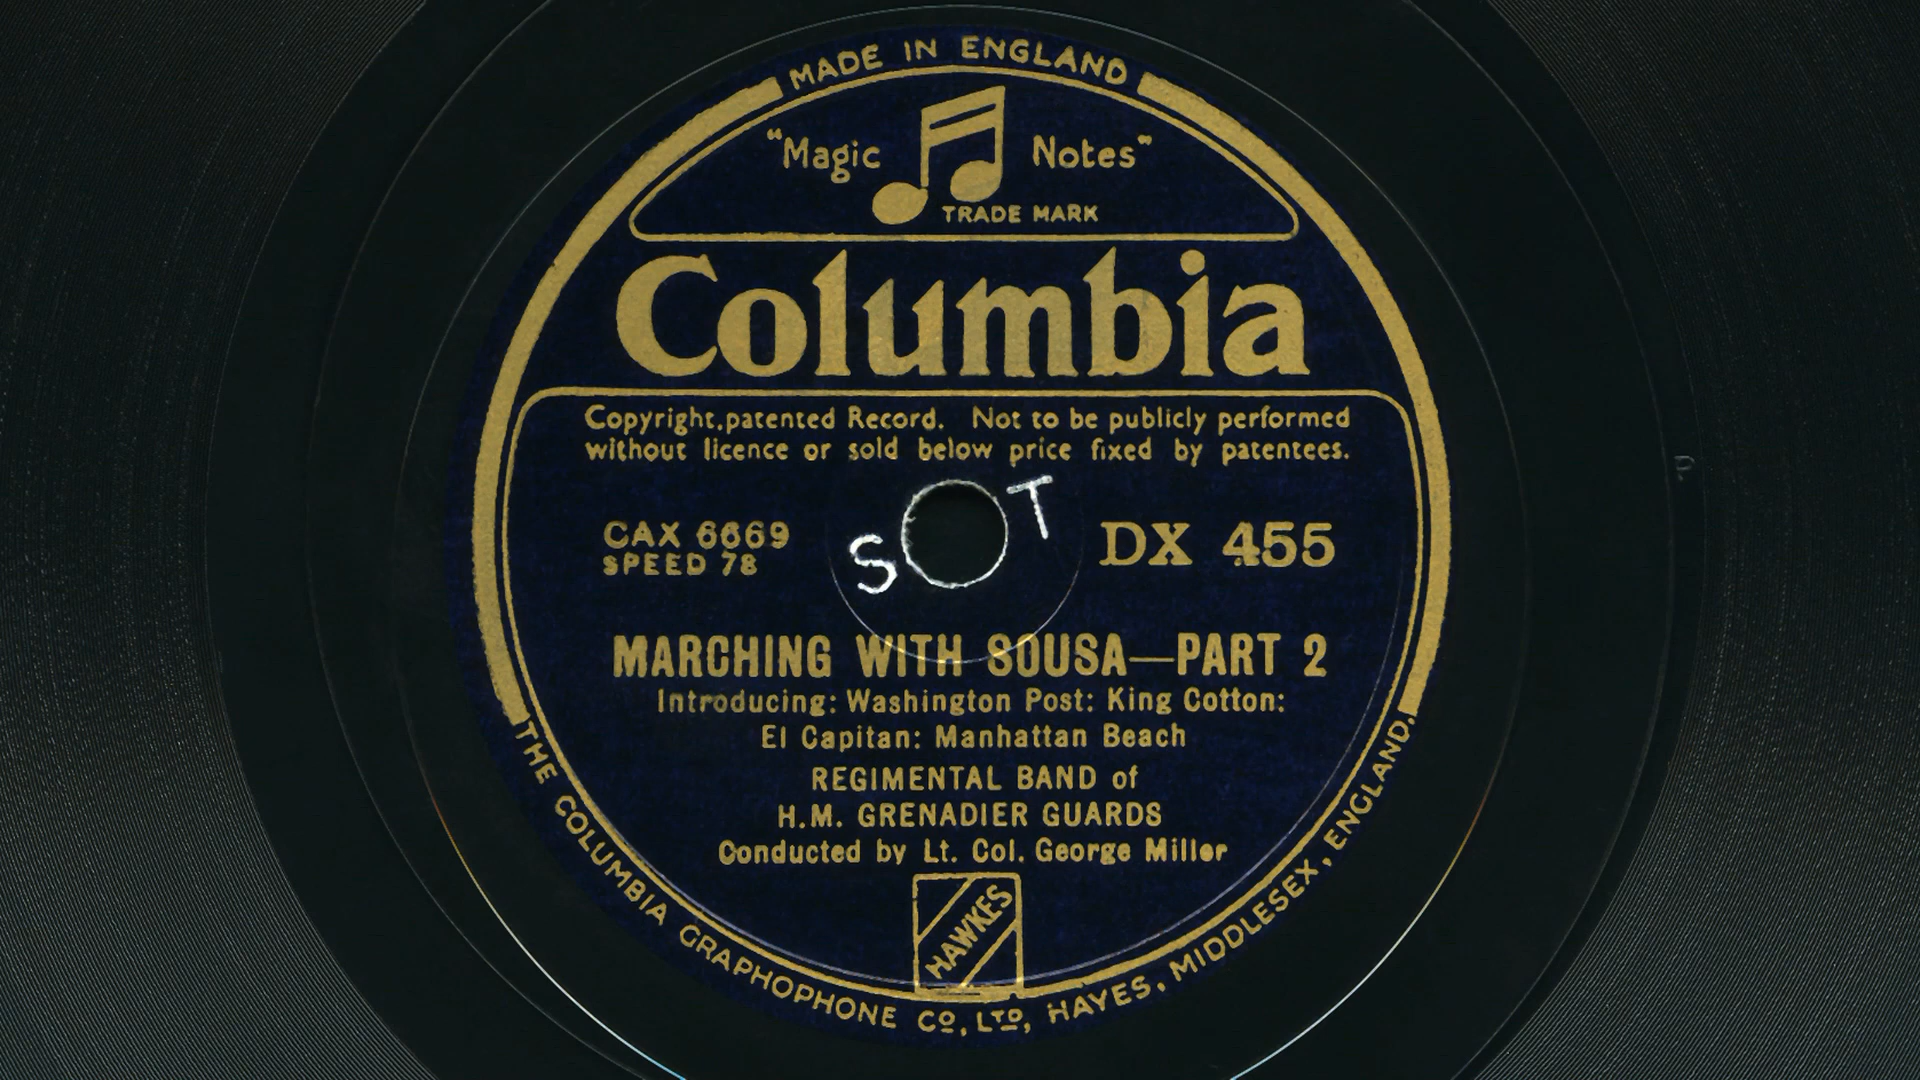 MADE IN ENGLAND
"Magic Notes"
TRADE MARK
Columbia
Copyright,patented Record. Not to be publicly performed
without licence or sold below price fixed by patentees.
S T
CAX 6669
SPEED 78
DX 455
MARCHING WITH SOUSA—PART 2
Introducing: Washington Post: King Cotton:
El Capitan: Manhattan Beach
REGIMENTAL BAND of
H.M. GRENADIER GUARDS
Conducted by Lt. Col. George Miller
HAWKES
THE COLUMBIA GRAPHOPHONE CO, LTD, HAYES, MIDDLESEX, ENGLAND.